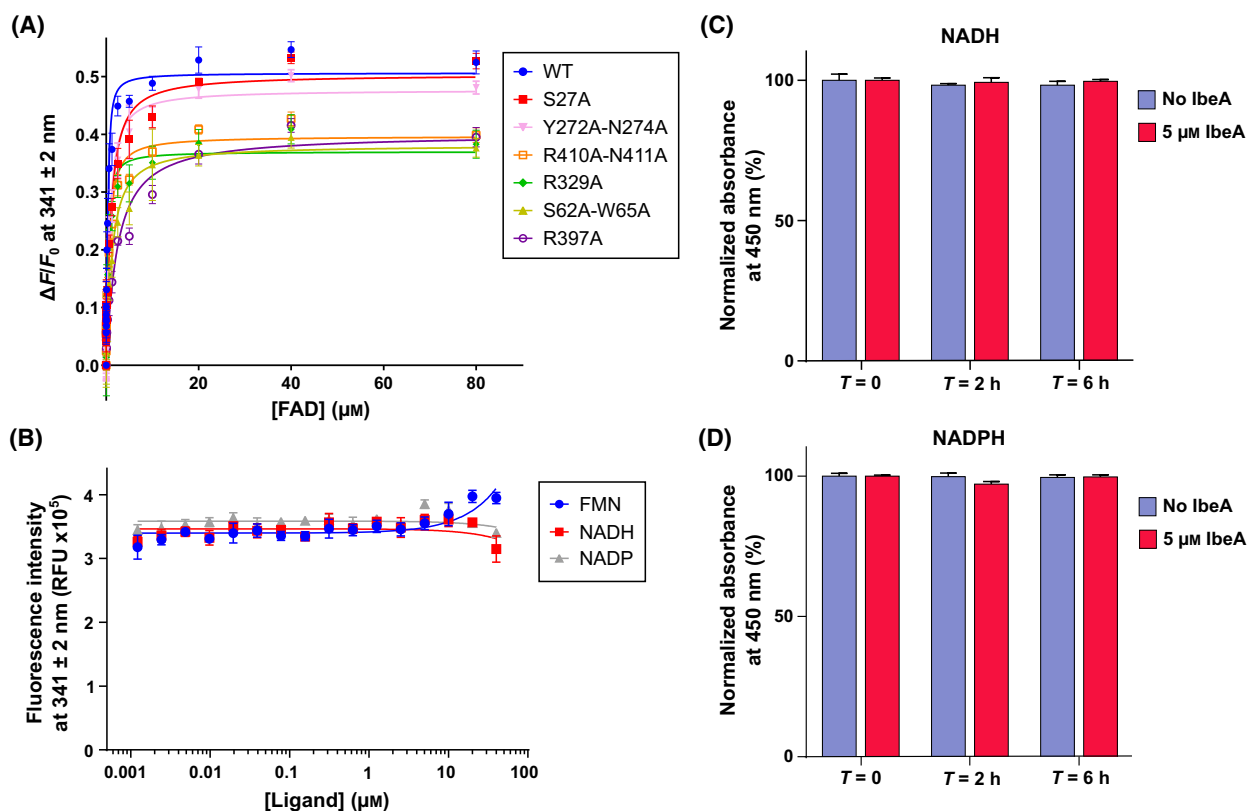 (A)
ΔF/F0 at 341 ± 2 nm
0.5
0.4
0.3
0.2
0.1
0.0
20
40
60
80
[FAD] (μM)
WT
S27A
Y272A-N274A
R410A-N411A
R329A
S62A-W65A
R397A
(B)
Fluorescence intensity
at 341 ± 2 nm (RFU x10⁵)
4
3
2
1
0
0.001
0.01
0.1
1
10
100
[Ligand] (μM)
FMN
NADH
NADP
(C)
NADH
Normalized absorbance
at 450 nm (%)
100
50
0
T = 0
T = 2 h
T = 6 h
No IbeA
5 μM IbeA
(D)
NADPH
Normalized absorbance
at 450 nm (%)
100
50
0
T = 0
T = 2 h
T = 6 h
No IbeA
5 μM IbeA